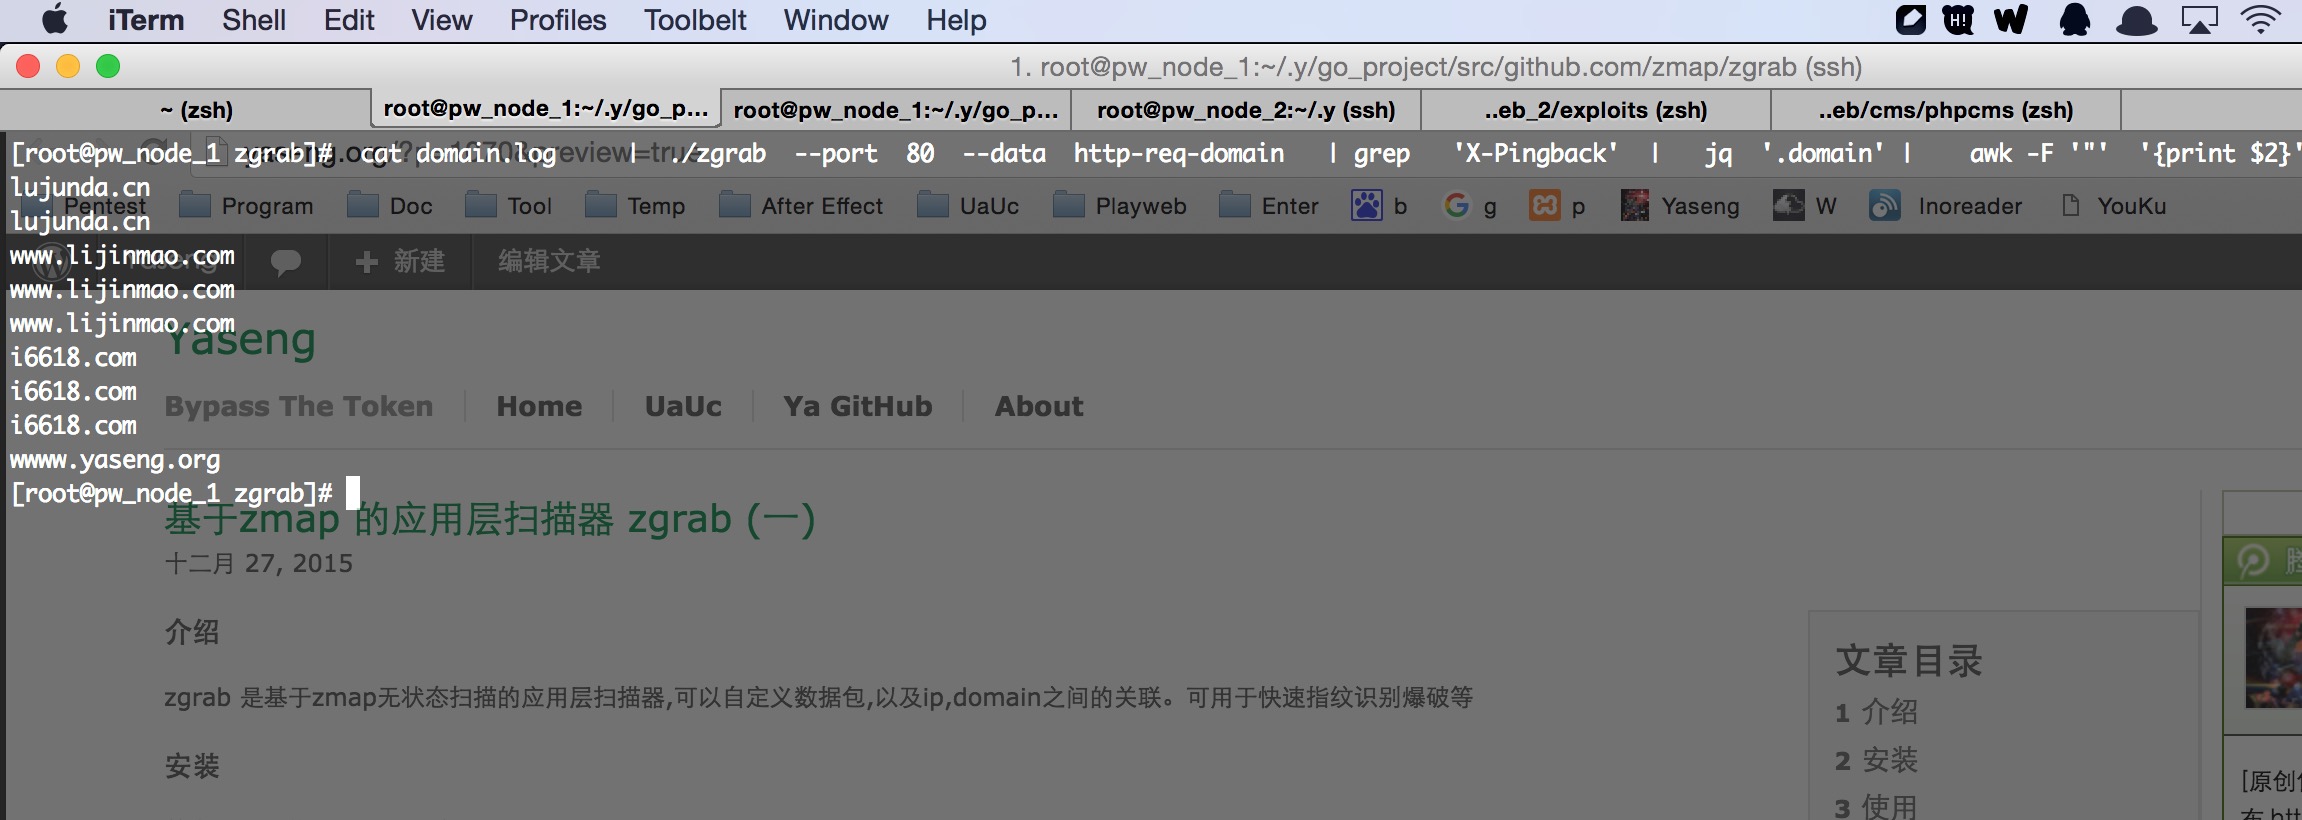 iTerm Shell Edit View Profiles Toolbelt Window Help
1. root@pw_node_1:~/.y/go_project/src/github.com/zmap/zgrab (ssh)
~ (zsh) root@pw_node_1:~/.y/go_p... root@pw_node_1:~/.y/go_p... root@pw_node_2:~/.y (ssh) ..eb_2/exploits (zsh) ..eb/cms/phpcms (zsh)
[root@pw_node_1 zgrab]# cat domain.log | ./zgrab --port 80 --data http-req-domain | grep 'X-Pingback' | jq '.domain' | awk -F '"' '{print $2}'
lujunda.cn
Pentest Program Doc Tool Temp After Effect UaUc Playweb Enter b g p Yaseng W Inoreader YouKu
lujunda.cn
www.lijinmao.com
Yaseng 新建 编辑文章
www.lijinmao.com
www.lijinmao.com
Yaseng
i6618.com
i6618.com
Bypass The Token Home UaUc Ya GitHub About
i6618.com
wwww.yaseng.org
[root@pw_node_1 zgrab]#
基于zmap 的应用层扫描器 zgrab (一)
十二月 27, 2015
介绍
zgrab 是基于zmap无状态扫描的应用层扫描器,可以自定义数据包,以及ip,domain之间的关联。可用于快速指纹识别爆破等
安装
文章目录
1 介绍
2 安装
3 使用
[原创